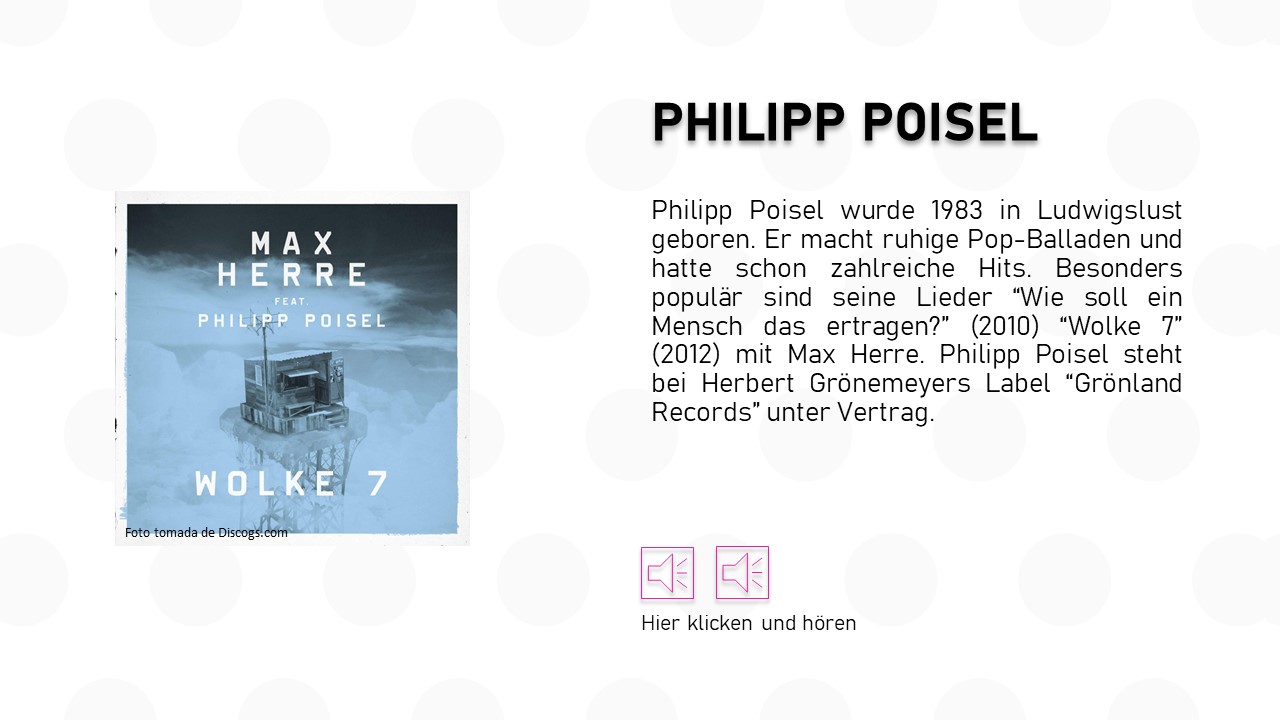 PHILIPP POISEL
MAX
HERRE
FEAT.
PHILIPP POISEL
WOLKE 7
Foto tomada de Discogs.com
Philipp Poisel wurde 1983 in Ludwigslust
geboren. Er macht ruhige Pop-Balladen und
hatte schon zahlreiche Hits. Besonders
populär sind seine Lieder “Wie soll ein
Mensch das ertragen?” (2010) “Wolke 7”
(2012) mit Max Herre. Philipp Poisel steht
bei Herbert Grönemeyers Label “Grönland
Records” unter Vertrag.
Hier klicken und hören